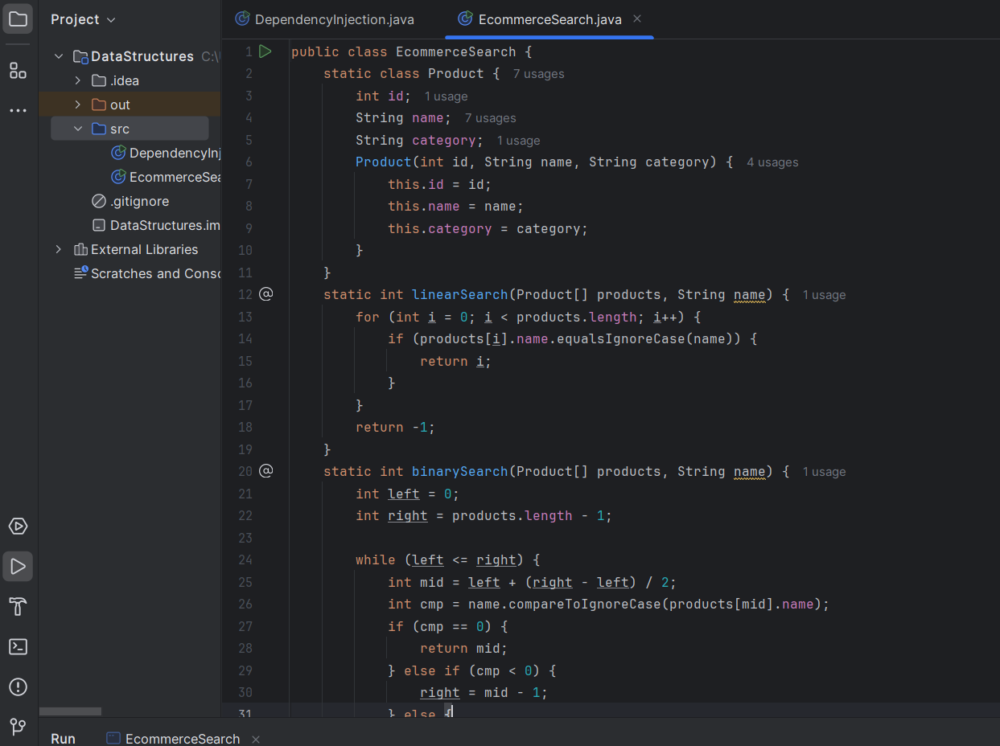 Project
DependencyInjection.java
EcommerceSearch.java
DataStructures C:\
.idea
out
src
DependencyInj
EcommerceSea
.gitignore
DataStructures.im
External Libraries
Scratches and Conso
1 public class EcommerceSearch {
2 static class Product { 7 usages
3 int id; 1 usage
4 String name; 7 usages
5 String category; 1 usage
6 Product(int id, String name, String category) { 4 usages
7 this.id = id;
8 this.name = name;
9 this.category = category;
10 }
11 }
12 @ static int linearSearch(Product[] products, String name) { 1 usage
13 for (int i = 0; i < products.length; i++) {
14 if (products[i].name.equalsIgnoreCase(name)) {
15 return i;
16 }
17 }
18 return -1;
19 }
20 @ static int binarySearch(Product[] products, String name) { 1 usage
21 int left = 0;
22 int right = products.length - 1;
23
24 while (left <= right) {
25 int mid = left + (right - left) / 2;
26 int cmp = name.compareToIgnoreCase(products[mid].name);
27 if (cmp == 0) {
28 return mid;
29 } else if (cmp < 0) {
30 right = mid - 1;
31 } else {
Run EcommerceSearch